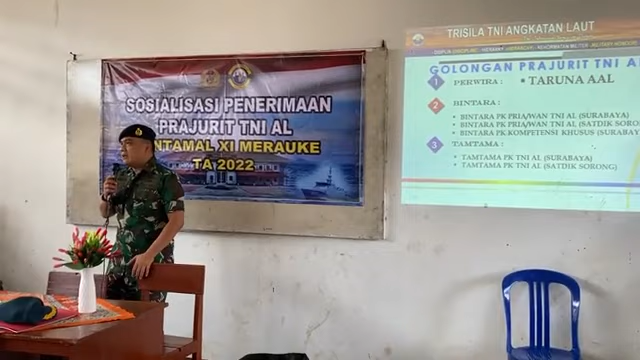 SOSIALISASI PENERIMAAN
PRAJURIT TNI AL
LANTAMAL XI MERAUKE
TA 2022
TRISILA TNI ANGKATAN LAUT
GOLONGAN PRAJURIT TNI
1 PERWIRA : * TARUNA AAL
2 BINTARA :
• BINTARA PK PRIA/WAN TNI AL (SURABAYA)
• BINTARA PK PRIA/WAN TNI AL (SATDIK SORON
• BINTARA PK KOMPETENSI KHUSUS (SURABAY
3 TAMTAMA :
• TAMTAMA PK TNI AL (SURABAYA)
• TAMTAMA PK TNI AL (SATDIK SORONG)